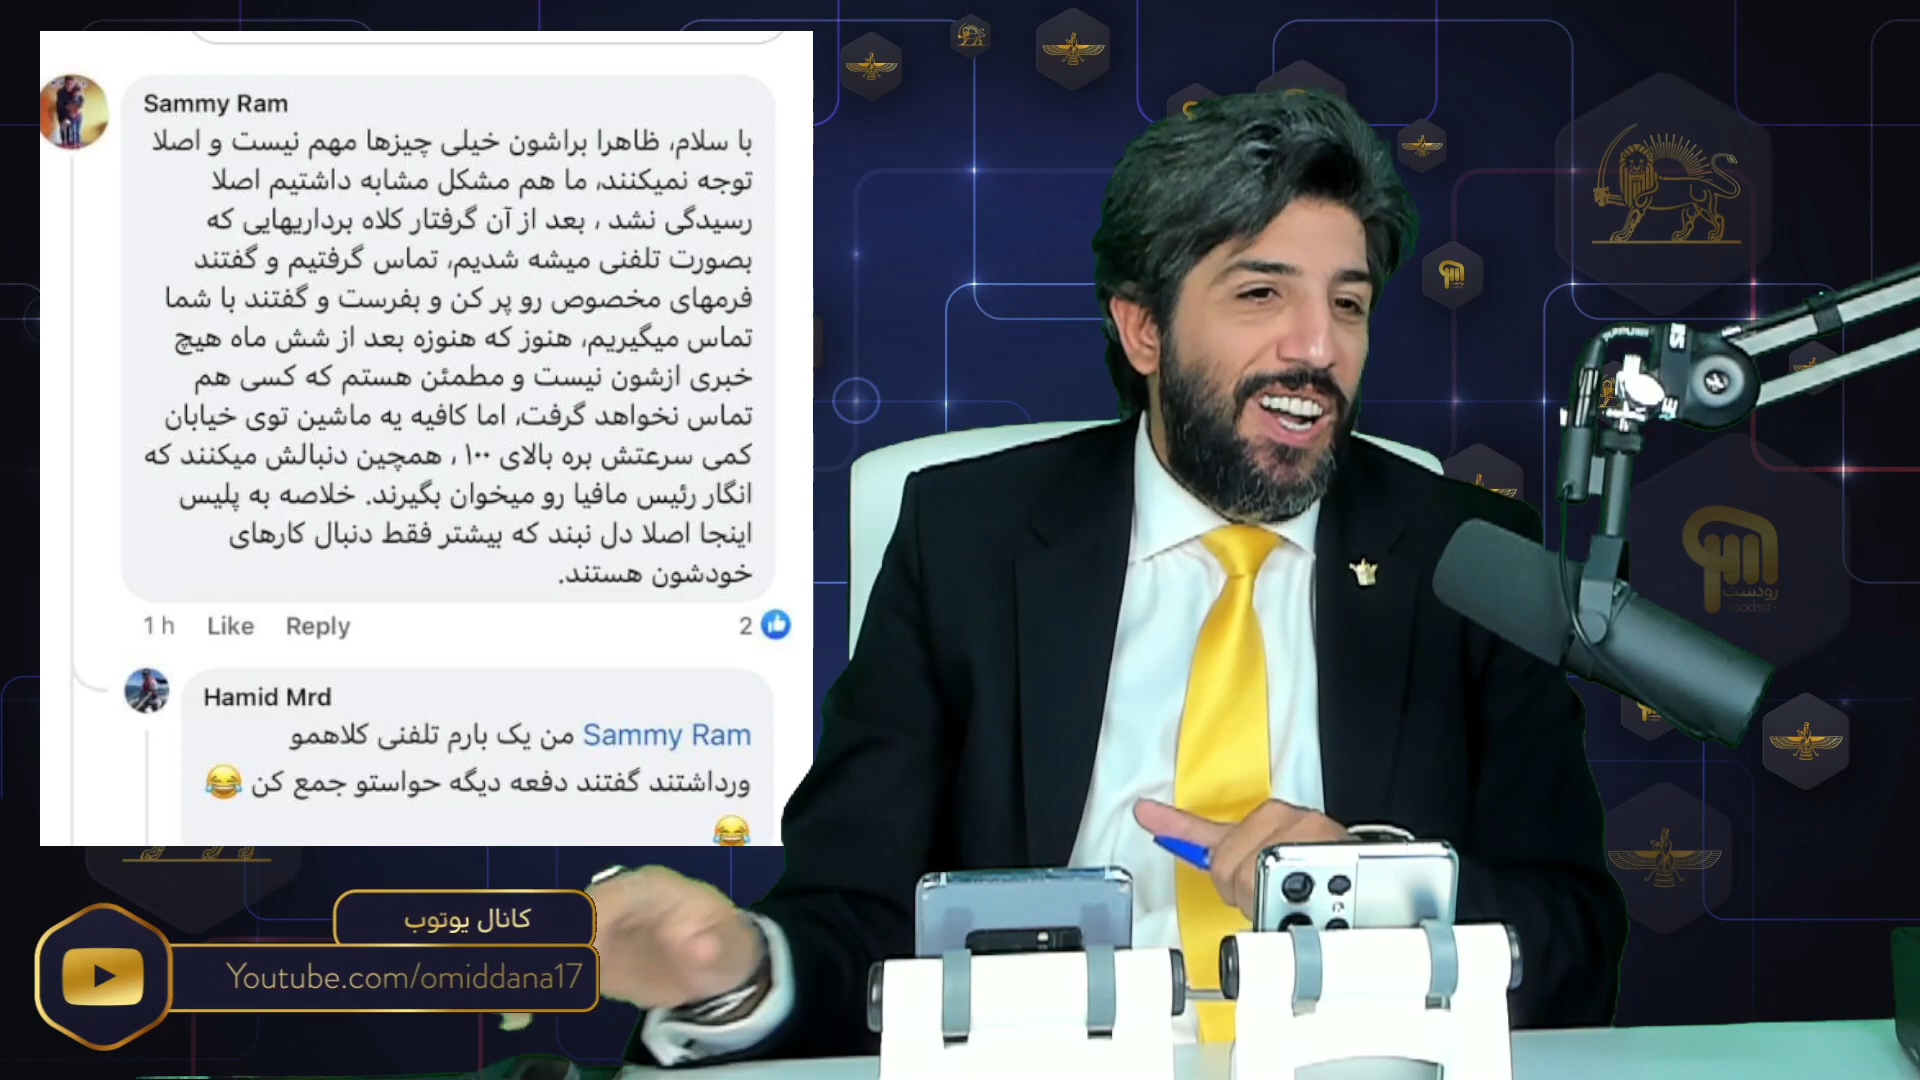 Sammy Ram
با سلام، ظاهرا براشون خیلی چیزها مهم نیست و اصلا
توجه نمیکنند، ما هم مشکل مشابه داشتیم اصلا
رسیدگی نشد ، بعد از آن گرفتار کلاه برداریهایی که
بصورت تلفنی میشه شدیم، تماس گرفتیم و گفتند
فرمهای مخصوص رو پر کن و بفرست و گفتند با شما
تماس میگیریم، هنوز که هنوزه بعد از شش ماه هیچ
خبری ازشون نیست و مطمئن هستم که کسی هم
تماس نخواهد گرفت، اما کافیه یه ماشین توی خیابان
کمی سرعتش بره بالای ۱۰۰ ، همچین دنبالش میکنند که
انگار رئیس مافیا رو میخوان بگیرند. خلاصه به پلیس
اینجا اصلا دل نبند که بیشتر فقط دنبال کارهای
خودشون هستند.
1 h Like Reply 2
Hamid Mrd
Sammy Ram من یک بارم تلفنی کلاهمو
ورداشتند گفتند دفعه دیگه حواستو جمع کن 😂
😂
کانال یوتوب
Youtube.com/omiddana17
رودست
-roodast-